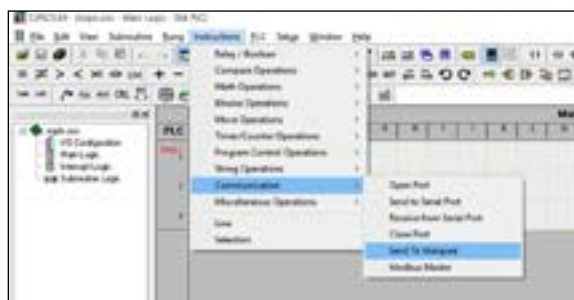 File Edit View Subroutine Rung Instructions PLC Setup Window Help
Relay / Boolean
Compare Operations
Math Operations
Bitwise Operations
Move Operations
Timer/Counter Operations
Program Control Operations
String Operations
Communication
Miscellaneous Operations
Line
Selection
Open Port
Send to Serial Port
Receive from Serial Port
Close Port
Send To Marquee
Modbus Master
I/O Configuration
Main Logic
Interrupt Logic
Subroutine Logic
PLC